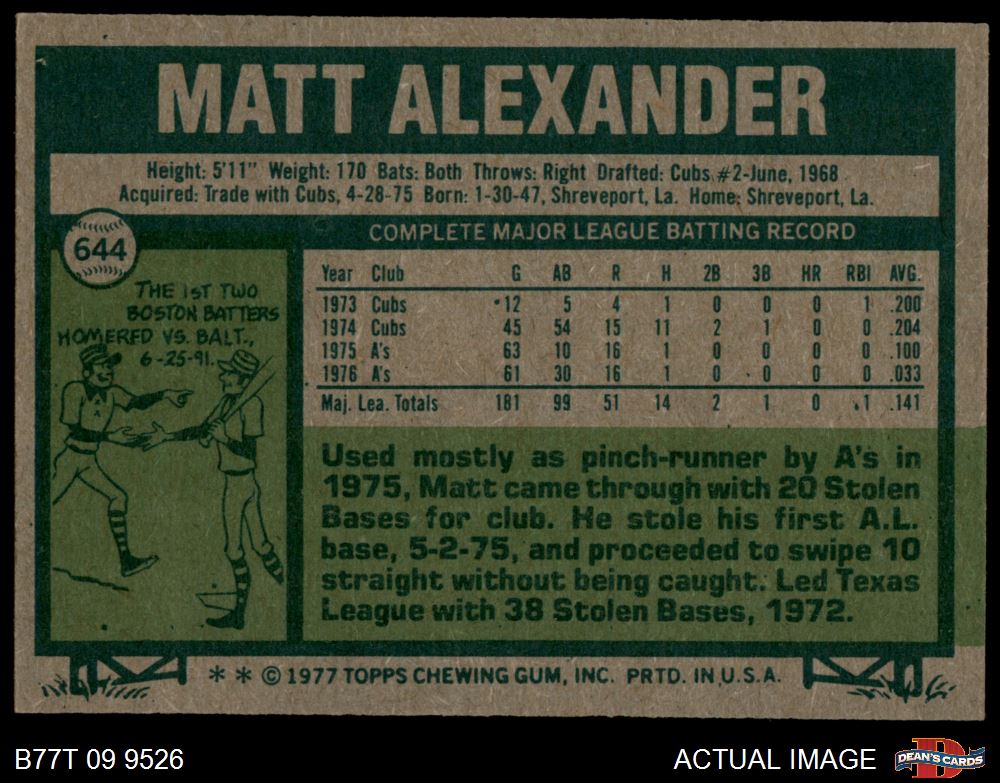 MATT ALEXANDER
Height: 5'11" Weight: 170 Bats: Both Throws: Right Drafted: Cubs #2-June, 1968
Acquired: Trade with Cubs, 4-28-75 Born: 1-30-47, Shreveport, La. Home: Shreveport, La.
644
THE 1ST TWO
BOSTON BATTERS
HOMERED VS. BALT.,
6-25-91.
A
COMPLETE MAJOR LEAGUE BATTING RECORD
Year Club G AB R H 2B 3B HR RBI AVG.
1973 Cubs 12 5 4 1 0 0 0 1 .200
1974 Cubs 45 54 15 11 2 1 0 0 .204
1975 A's 63 10 16 1 0 0 0 0 .100
1976 A's 61 30 16 1 0 0 0 0 .033
Maj. Lea. Totals 181 99 51 14 2 1 0 1 .141
Used mostly as pinch-runner by A's in
1975, Matt came through with 20 Stolen
Bases for club. He stole his first A.L.
base, 5-2-75, and proceeded to swipe 10
straight without being caught. Led Texas
League with 38 Stolen Bases, 1972.
* * © 1977 TOPPS CHEWING GUM, INC. PRTD. IN U.S.A.
B77T 09 9526
ACTUAL IMAGE
D
DEAN'S CARDS